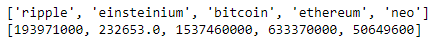 ['ripple', 'einsteinium', 'bitcoin', 'ethereum', 'neo']
[193971000, 232653.0, 1537460000, 633370000, 50649600]